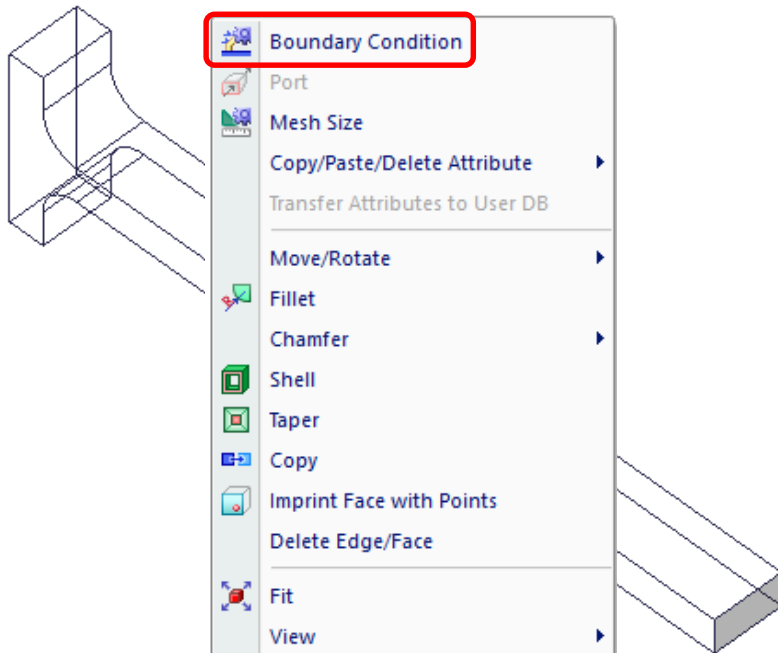 Boundary Condition
Port
Mesh Size
Copy/Paste/Delete Attribute
Transfer Attributes to User DB
Move/Rotate
Fillet
Chamfer
Shell
Taper
Copy
Imprint Face with Points
Delete Edge/Face
Fit
View